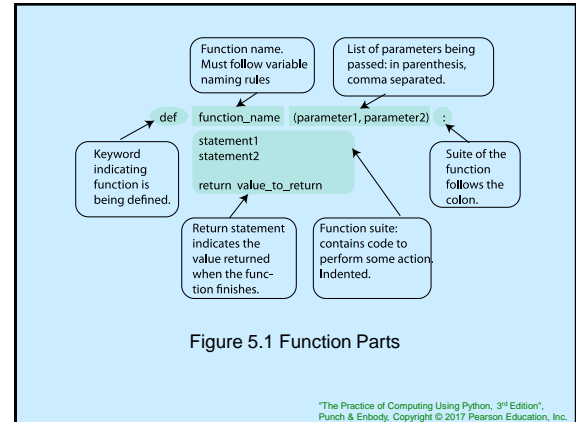 Function name.
Must follow variable
naming rules
List of parameters being
passed: in parenthesis,
comma separated.
def function_name (parameter1, parameter2) :
Keyword
indicating
function is
being defined.
statement1
statement2
return value_to_return
Suite of the
function
follows the
colon.
Return statement
indicates the
value returned
when the func-
tion finishes.
Function suite:
contains code to
perform some action.
Indented.
Figure 5.1 Function Parts
"The Practice of Computing Using Python, 3rd Edition",
Punch & Enbody, Copyright © 2017 Pearson Education, Inc.